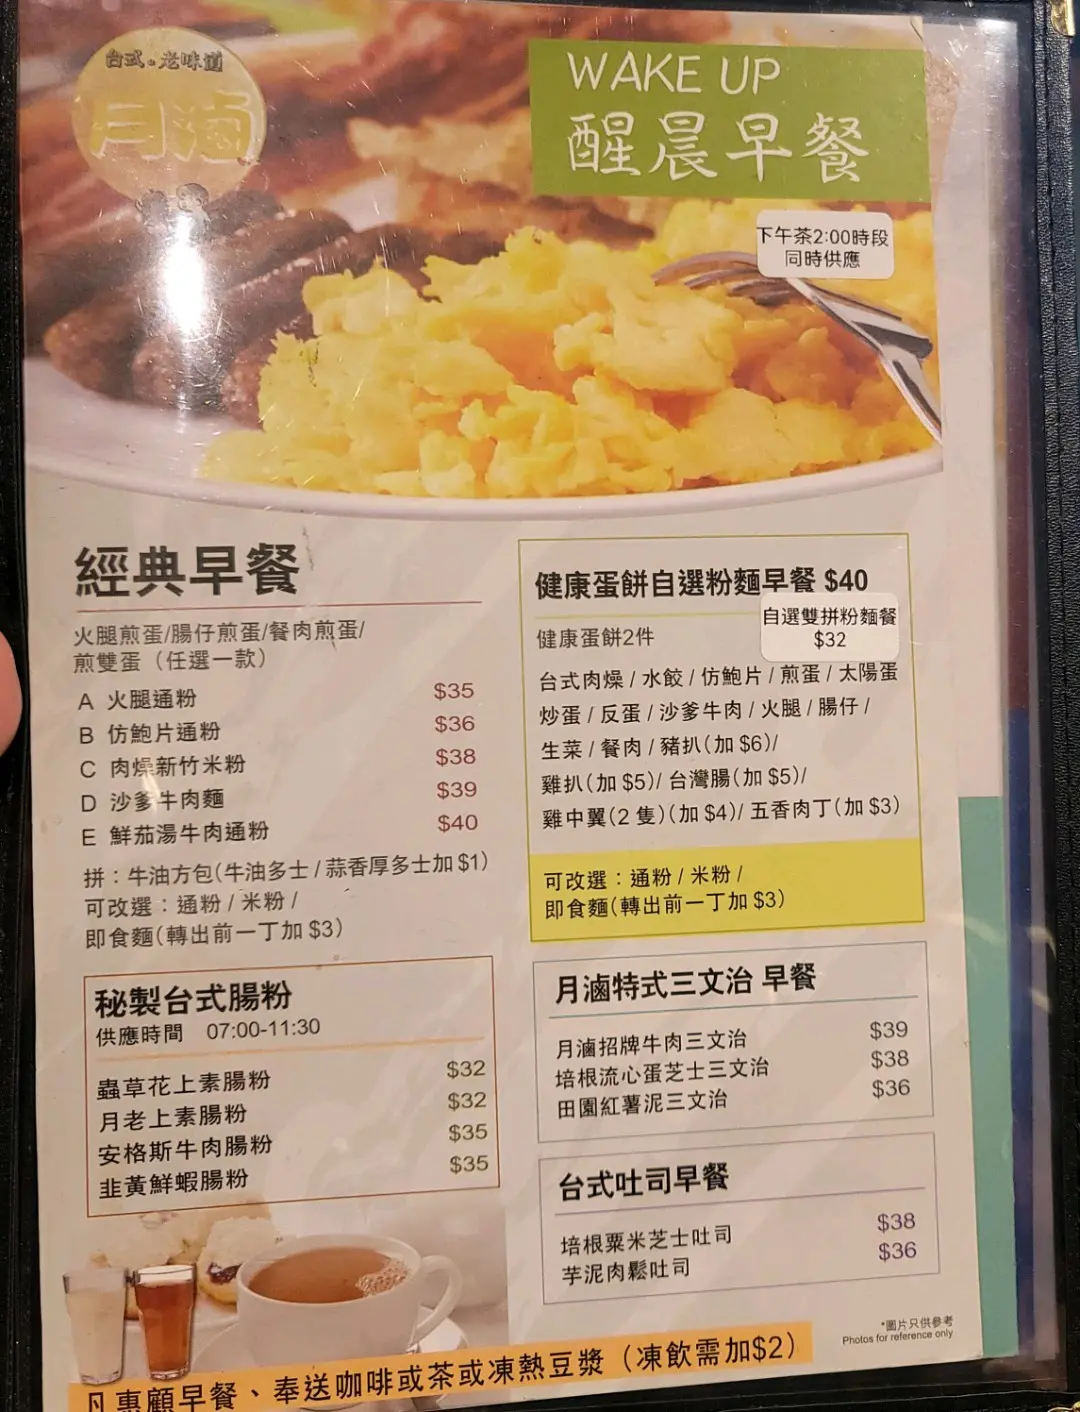 台式。老味道
月滷
WAKE UP
醒晨早餐
下午茶2:00時段
同時供應
經典早餐
火腿煎蛋/腸仔煎蛋/餐肉煎蛋/
煎雙蛋（任選一款）
A 火腿通粉 $35
B 仿鮑片通粉 $36
C 肉燥新竹米粉 $38
D 沙爹牛肉麵 $39
E 鮮茄湯牛肉通粉 $40
拼：牛油方包(牛油多士 / 蒜香厚多士加 $1)
可改選：通粉 / 米粉 /
即食麵(轉出前一丁加 $3)
秘製台式腸粉
供應時間 07:00-11:30
蟲草花上素腸粉 $32
月老上素腸粉 $32
安格斯牛肉腸粉 $35
韭黃鮮蝦腸粉 $35
健康蛋餅自選粉麵早餐 $40
自選雙拼粉麵餐
$32
健康蛋餅2件
台式肉燥 / 水餃 / 仿鮑片 / 煎蛋 / 太陽蛋
炒蛋 / 反蛋 / 沙爹牛肉 / 火腿 / 腸仔 /
生菜 / 餐肉 / 豬扒(加 $6)/
雞扒(加 $5)/ 台灣腸(加 $5)/
雞中翼(2 隻)(加 $4)/ 五香肉丁(加 $3)
可改選：通粉 / 米粉 /
即食麵(轉出前一丁加 $3)
月滷特式三文治 早餐
月滷招牌牛肉三文治 $39
培根流心蛋芝士三文治 $38
田園紅薯泥三文治 $36
台式吐司早餐
培根粟米芝士吐司 $38
芋泥肉鬆吐司 $36
*圖片只供參考
Photos for reference only
凡惠顧早餐、奉送咖啡或茶或凍熱豆漿（凍飲需加$2）